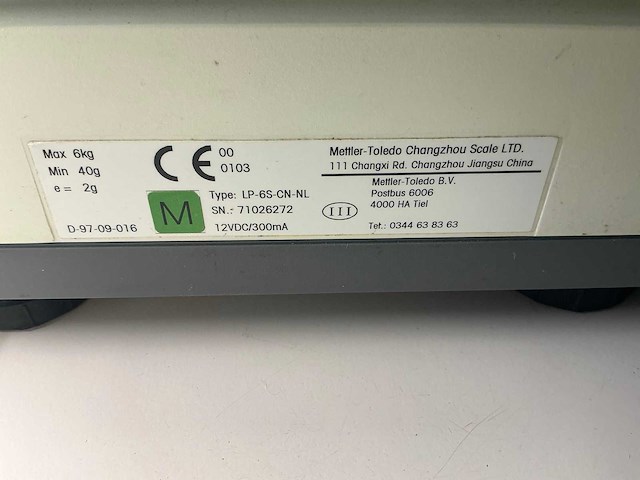 Max 6kg
Min 40g
e = 2g
D-97-09-016
CE 00
0103
M
Type: LP-6S-CN-NL
SN.: 71026272
12VDC/300mA
Mettler-Toledo Changzhou Scale LTD.
111 Changxi Rd. Changzhou Jiangsu China
Mettler-Toledo B.V.
Postbus 6006
4000 HA Tiel
III
Tet.: 0344 63 83 63